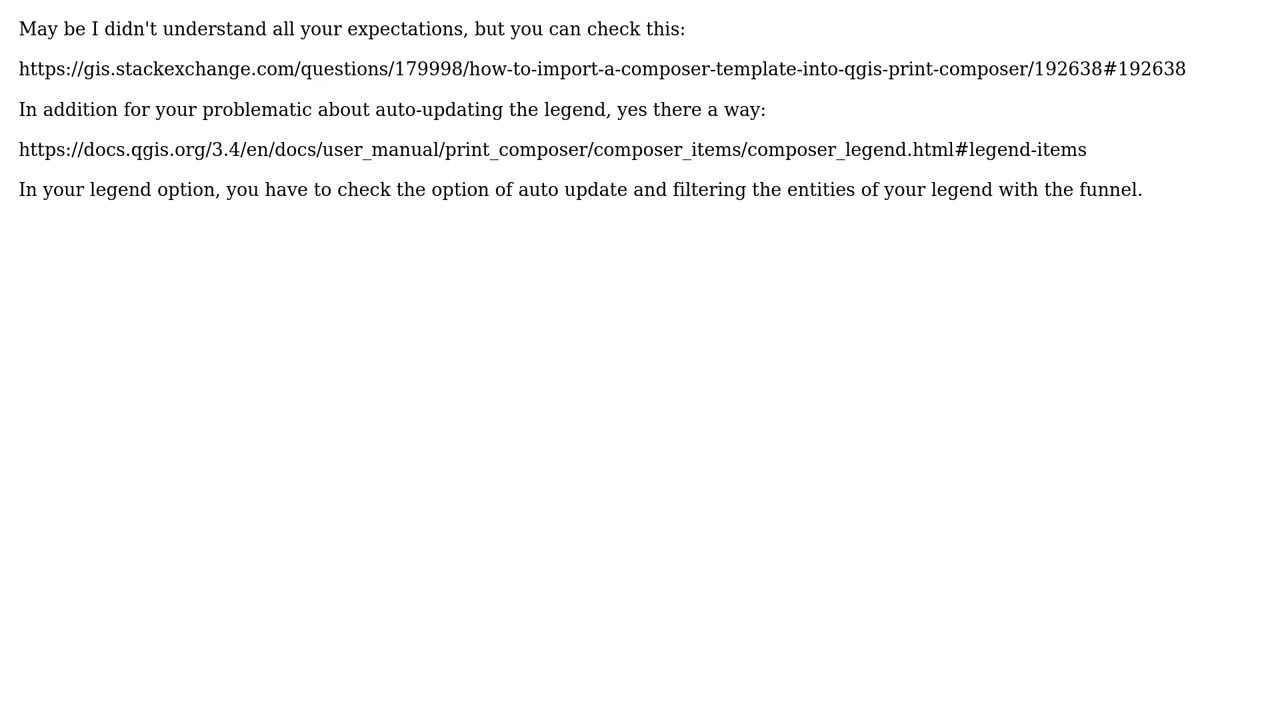 May be I didn't understand all your expectations, but you can check this:
https://gis.stackexchange.com/questions/179998/how-to-import-a-composer-template-into-qgis-print-composer/192638#192638
In addition for your problematic about auto-updating the legend, yes there a way:
https://docs.qgis.org/3.4/en/docs/user_manual/print_composer/composer_items/composer_legend.html#legend-items
In your legend option, you have to check the option of auto update and filtering the entities of your legend with the funnel.